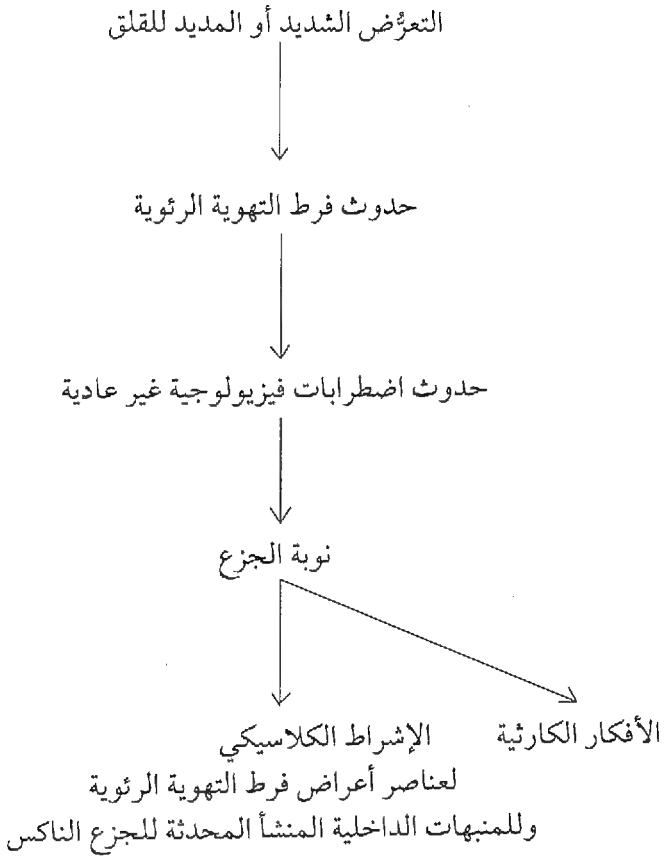 التعرُّض الشديد أو المديد للقلق
حدوث فرط التهوية الرئوية
حدوث اضطرابات فيزيولوجية غير عادية
نوبة الجزع
الأفكار الكارثية
الإشراط الكلاسيكي
لعناصر أعراض فرط التهوية الرئوية
وللمنبهات الداخلية المنشأ المحدثة للجزع الناكس